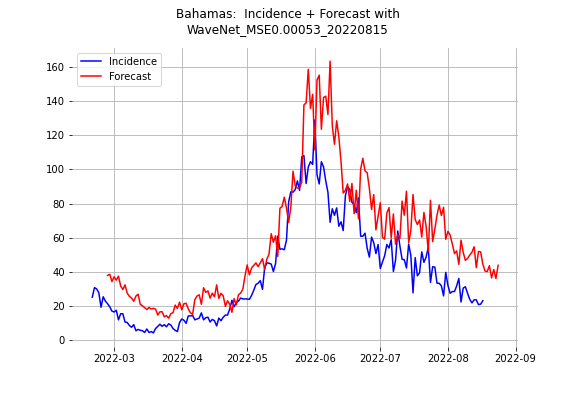 Bahamas:  Incidence + Forecast with
WaveNet_MSE0.00053_20220815
Incidence
Forecast
160
140
120
100
80
60
40
20
0
2022-03 2022-04 2022-05 2022-06 2022-07 2022-08 2022-09